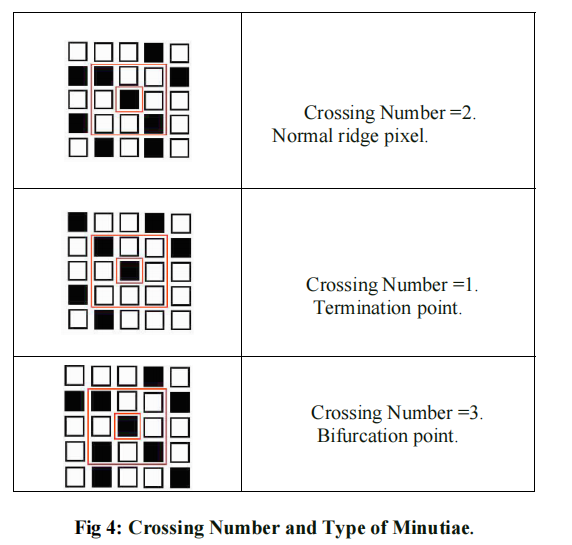 Crossing Number =2.
Normal ridge pixel.
Crossing Number =1.
Termination point.
Crossing Number =3.
Bifurcation point.
Fig 4: Crossing Number and Type of Minutiae.